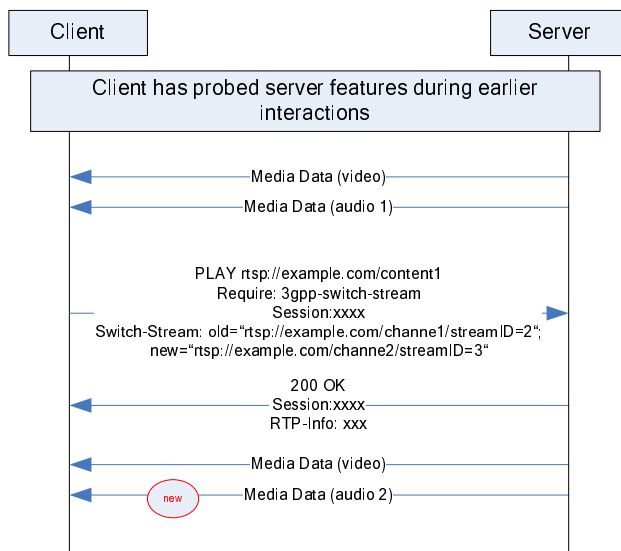 Client
Server
Client has probed server features during earlier
interactions
Media Data (video)
Media Data (audio 1)
PLAY rtsp://example.com/content1
Require: 3gpp-switch-stream
Session:xxxx
Switch-Stream: old=“rtsp://example.com/channe1/streamID=2“;
new=“rtsp://example.com/channe2/streamID=3“
200 OK
Session:xxxx
RTP-Info: xxx
Media Data (video)
new
Media Data (audio 2)